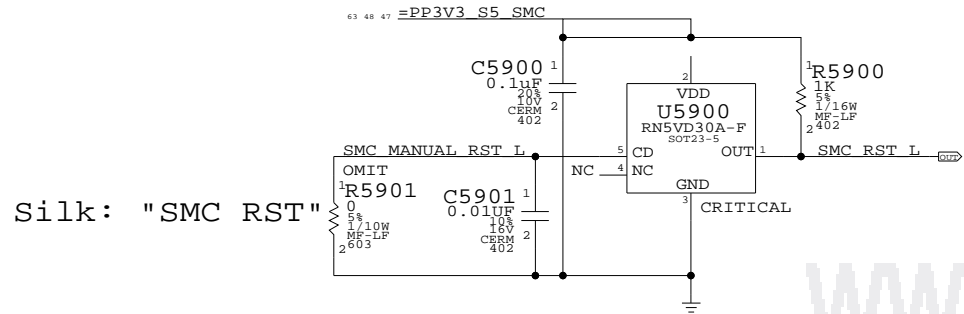 63 48 47 =PP3V3_S5_SMC
C5900 1
0.1uF
20%
10V 2
CERM
402
2
VDD
U5900
RN5VD30A-F
SOT23-5
1 R5900
1K
5%
1/16W
MF-LF
2 402
SMC_MANUAL_RST_L 5 CD
OUT 1 SMC_RST_L OUT
NC 4 NC
GND
3 CRITICAL
OMIT
1 R5901
0
5%
1/10W
MF-LF
2 603
Silk: "SMC RST"
C5901 1
0.01UF
10%
16V 2
CERM
402
WW